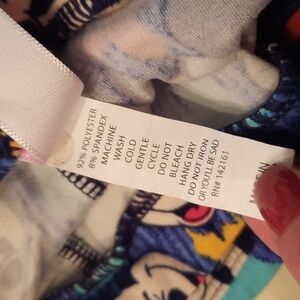 92% POLYESTER
8% SPANDEX
MACHINE
WASH
COLD
GENTLE
CYCLE
DO NOT
BLEACH
HANG DRY
DO NOT IRON
OR YOU'LL BE SAD
RN# 142161